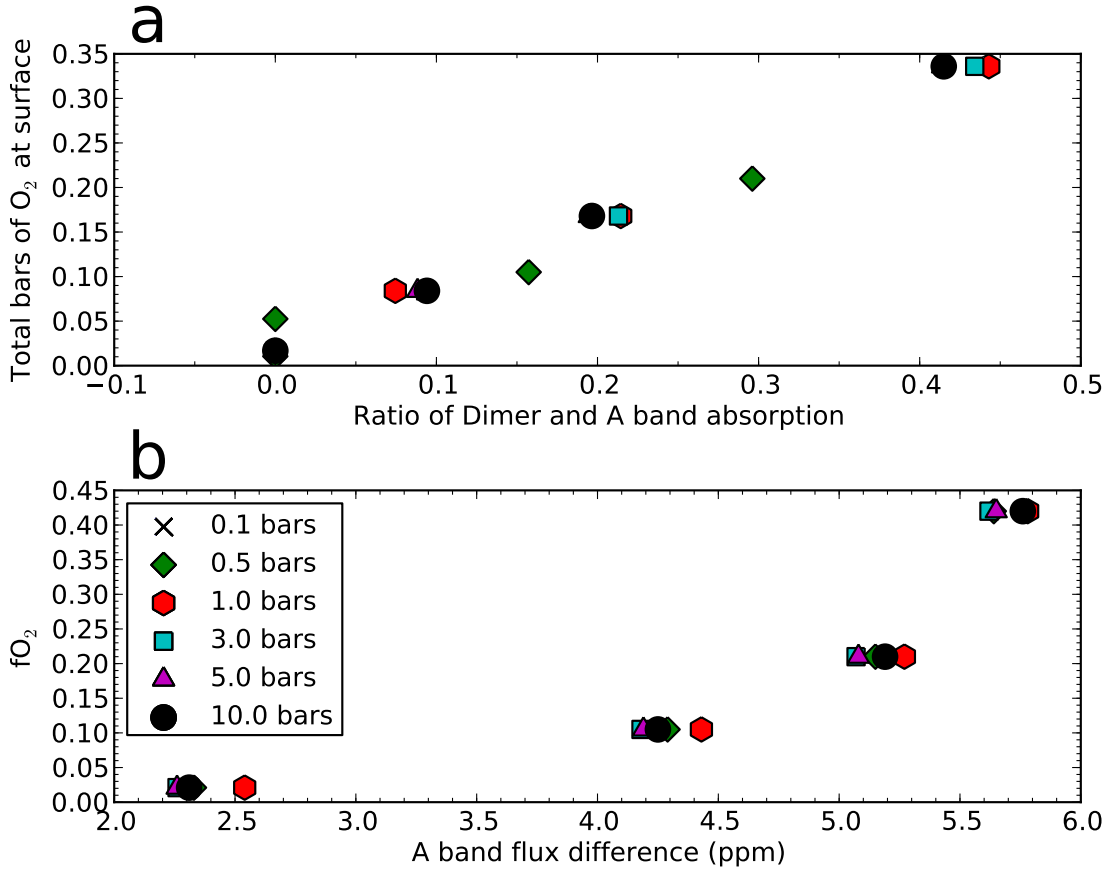 a
Total bars of O₂ at surface
0.35
0.30
0.25
0.20
0.15
0.10
0.05
0.00
−0.1 0.0 0.1 0.2 0.3 0.4 0.5
Ratio of Dimer and A band absorption
b
fO₂
0.45
0.40
0.35
0.30
0.25
0.20
0.15
0.10
0.05
0.00
0.1 bars
0.5 bars
1.0 bars
3.0 bars
5.0 bars
10.0 bars
2.0 2.5 3.0 3.5 4.0 4.5 5.0 5.5 6.0
A band flux difference (ppm)